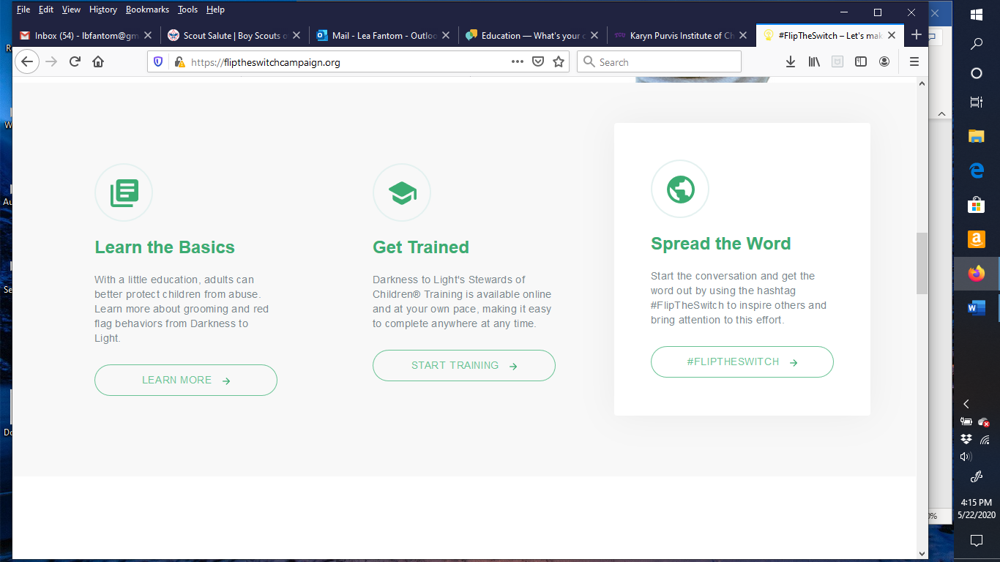 File Edit View History Bookmarks Tools Help
Inbox (54) - lbfantom@gm
Scout Salute | Boy Scouts o
Mail - Lea Fantom - Outloo
Education — What's your
Karyn Purvis Institute of Ch
#FlipTheSwitch – Let's mak
https://fliptheswitchcampaign.org
Search
Learn the Basics
With a little education, adults can
better protect children from abuse.
Learn more about grooming and red
flag behaviors from Darkness to
Light.
LEARN MORE
Get Trained
Darkness to Light's Stewards of
Children® Training is available online
and at your own pace, making it easy
to complete anywhere at any time.
START TRAINING
Spread the Word
Start the conversation and get the
word out by using the hashtag
#FlipTheSwitch to inspire others and
bring attention to this effort.
#FLIPTHESWITCH
4:15 PM
5/22/2020